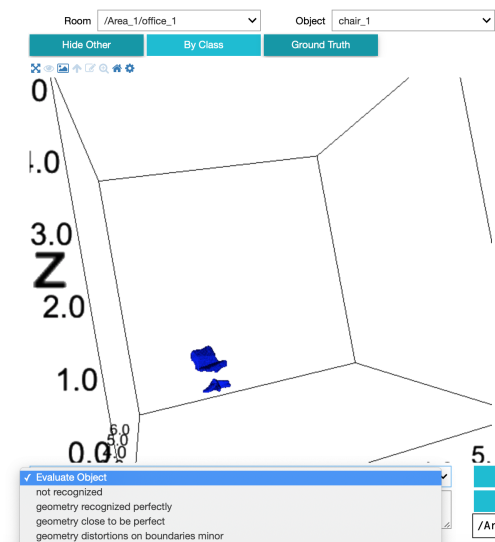 Room /Area_1/office_1 Object chair_1
Hide Other By Class Ground Truth
0
4.0
3.0
Z
2.0
1.0
6.0
5.0
4.0
0.0
5.
✓ Evaluate Object
not recognized
geometry recognized perfectly
geometry close to be perfect
/Ar
geometry distortions on boundaries minor